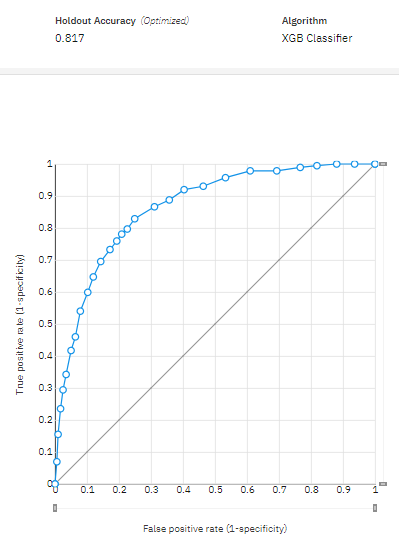 Holdout Accuracy (Optimized)
Algorithm
0.817
XGB Classifier
1
0.9
0.8
0.7
0.6
0.5
0.4
0.3
0.2
0.1
0
True positive rate (1-specificity)
0 0.1 0.2 0.3 0.4 0.5 0.6 0.7 0.8 0.9 1
False positive rate (1-specificity)